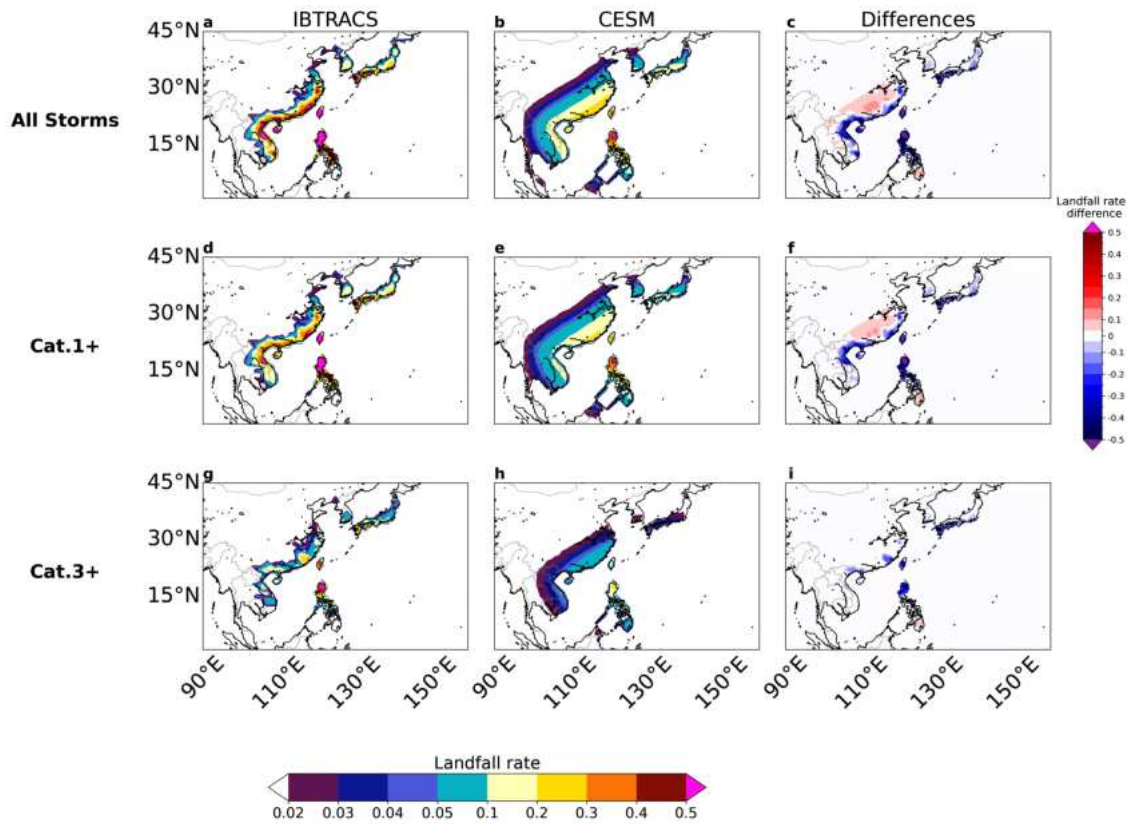 IBTRACS
CESM
Differences
a
b
c
45°N
30°N
15°N
All Storms
Landfall rate
difference
0.5
0.4
0.3
0.2
0.1
0
-0.1
-0.2
-0.3
-0.4
-0.5
d
e
f
45°N
30°N
15°N
Cat.1+
g
h
i
45°N
30°N
15°N
Cat.3+
90°E
110°E
130°E
150°E
90°E
110°E
130°E
150°E
90°E
110°E
130°E
150°E
Landfall rate
0.02 0.03 0.04 0.05 0.1 0.2 0.3 0.4 0.5